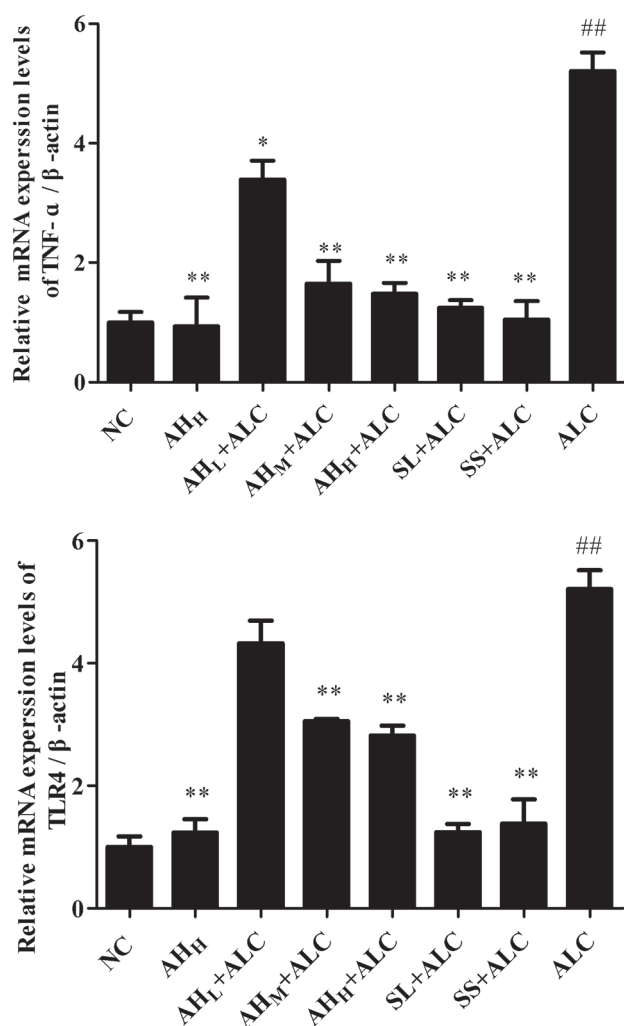 Relative mRNA experssion levels
of TNF-α / β -actin
6
4
2
0
**
*
**
**
**
**
##
NC
AHH
AHL+ALC
AHM+ALC
AHH+ALC
SL+ALC
SS+ALC
ALC
Relative mRNA experssion levels of
TLR4 / β -actin
6
4
2
0
**
**
**
**
**
##
NC
AHH
AHL+ALC
AHM+ALC
AHH+ALC
SL+ALC
SS+ALC
ALC